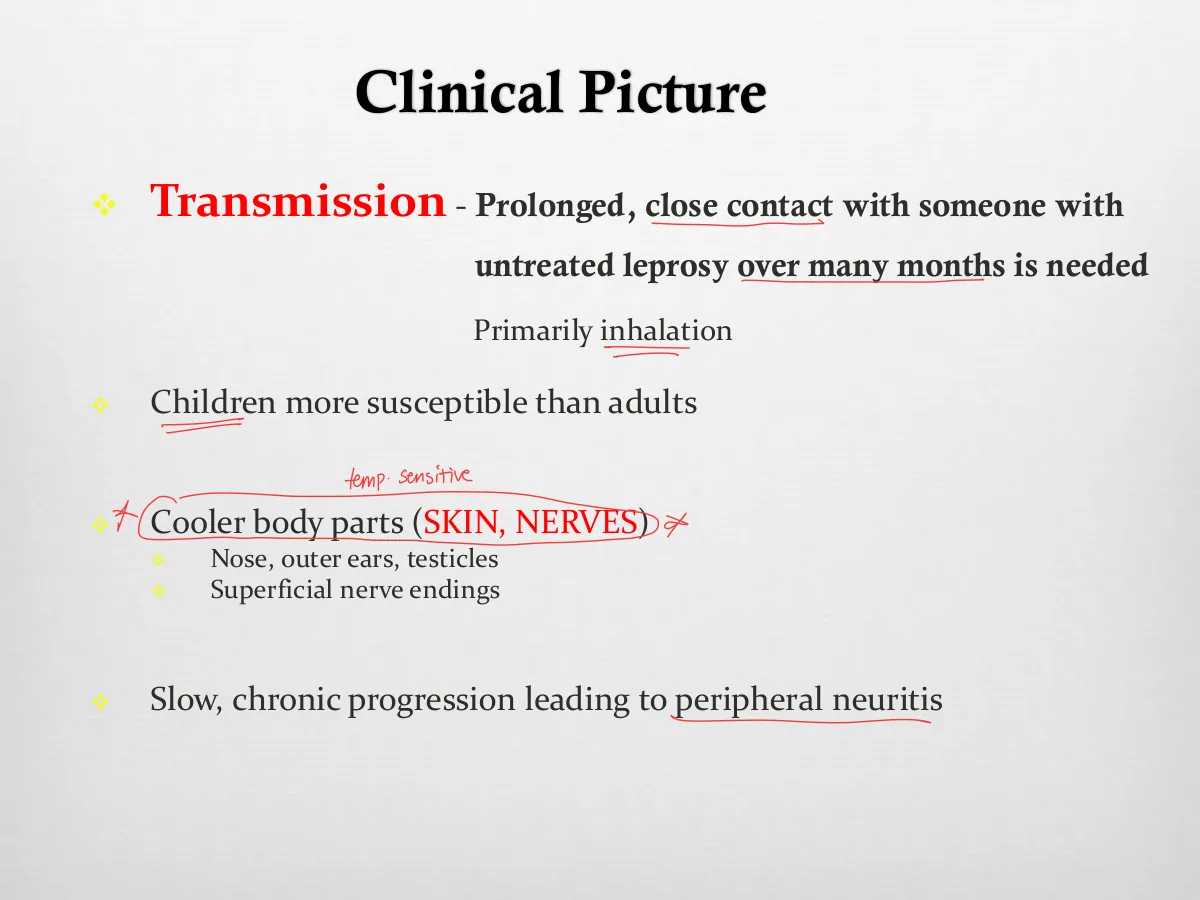 Clinical Picture
Transmission - Prolonged, close contact with someone with
untreated leprosy over many months is needed
Primarily inhalation
Children more susceptible than adults
temp. sensitive
Cooler body parts (SKIN, NERVES)
Nose, outer ears, testicles
Superficial nerve endings
Slow, chronic progression leading to peripheral neuritis